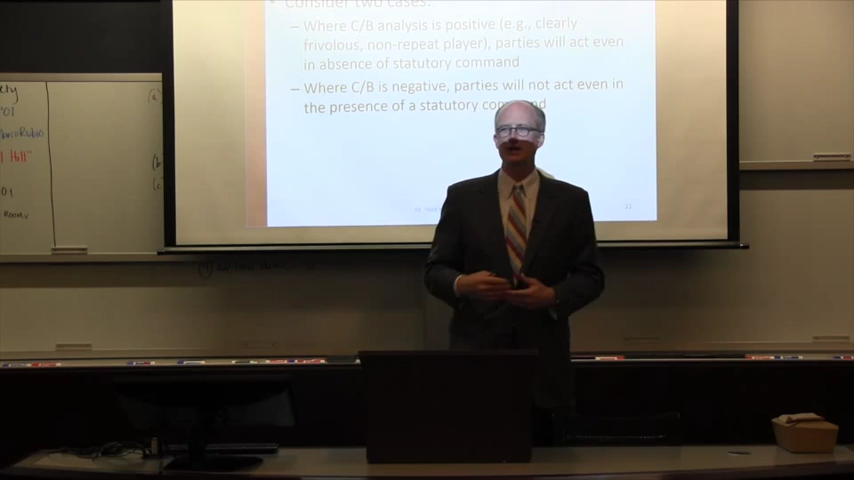 • Consider two cases:
– Where C/B analysis is positive (e.g., clearly
frivolous, non-repeat player), parties will act even
in absence of statutory command
– Where C/B is negative, parties will not act even in
the presence of a statutory
11